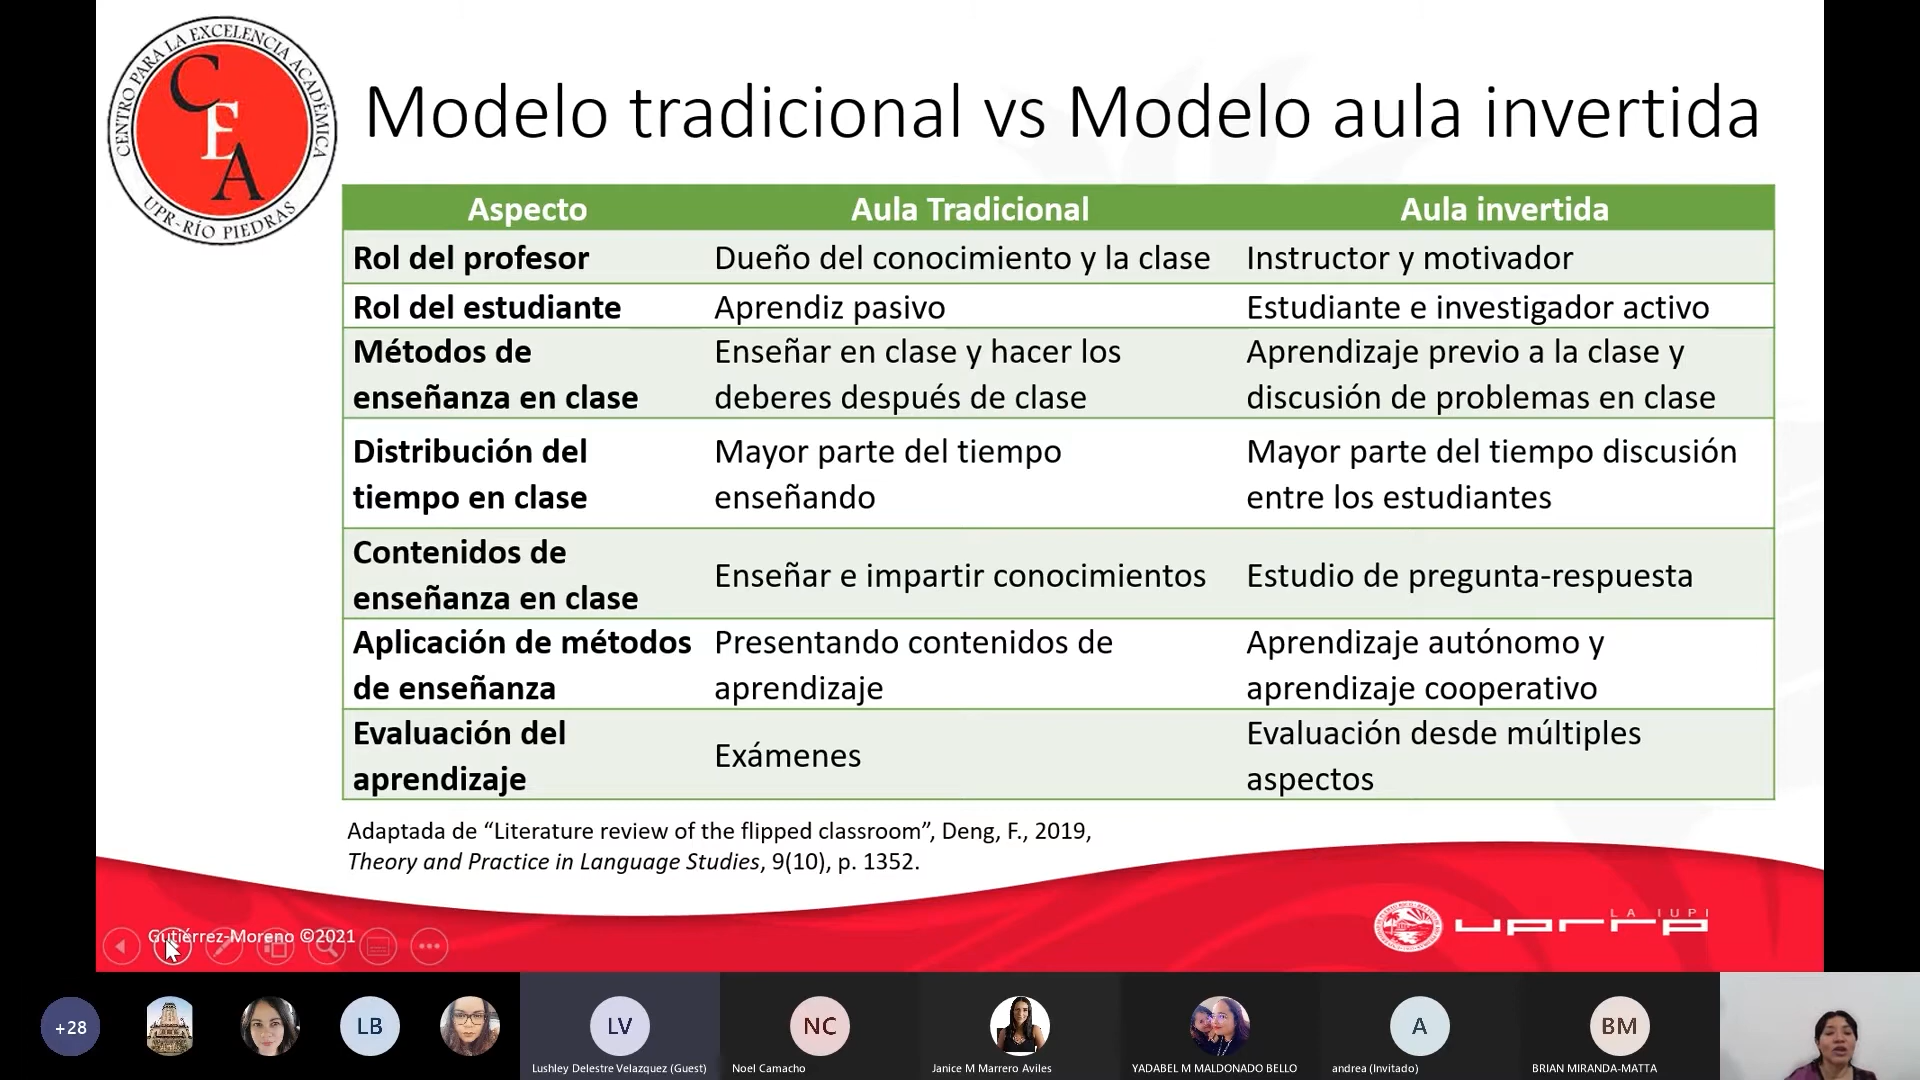 CENTRO PARA LA EXCELENCIA ACADÉMICA
CEA
UPR-RÍO PIEDRAS
Modelo tradicional vs Modelo aula invertida
Aspecto Aula Tradicional Aula invertida
Rol del profesor Dueño del conocimiento y la clase Instructor y motivador
Rol del estudiante Aprendiz pasivo Estudiante e investigador activo
Métodos de Enseñar en clase y hacer los Aprendizaje previo a la clase y
enseñanza en clase deberes después de clase discusión de problemas en clase
Distribución del Mayor parte del tiempo Mayor parte del tiempo discusión
tiempo en clase enseñando entre los estudiantes
Contenidos de
enseñanza en clase Enseñar e impartir conocimientos Estudio de pregunta-respuesta
Aplicación de métodos Presentando contenidos de Aprendizaje autónomo y
de enseñanza aprendizaje aprendizaje cooperativo
Evaluación del Evaluación desde múltiples
aprendizaje Exámenes aspectos
Adaptada de “Literature review of the flipped classroom”, Deng, F., 2019,
Theory and Practice in Language Studies, 9(10), p. 1352.
Gutiérrez-Moreno ©2021
LA IUPI
uprrp
+28
LB
LV
NC
A
BM
Lushley Delestre Velazquez (Guest)
Noel Camacho
Janice M Marrero Aviles
YADABEL M MALDONADO BELLO
andrea (Invitado)
BRIAN MIRANDA-MATTA